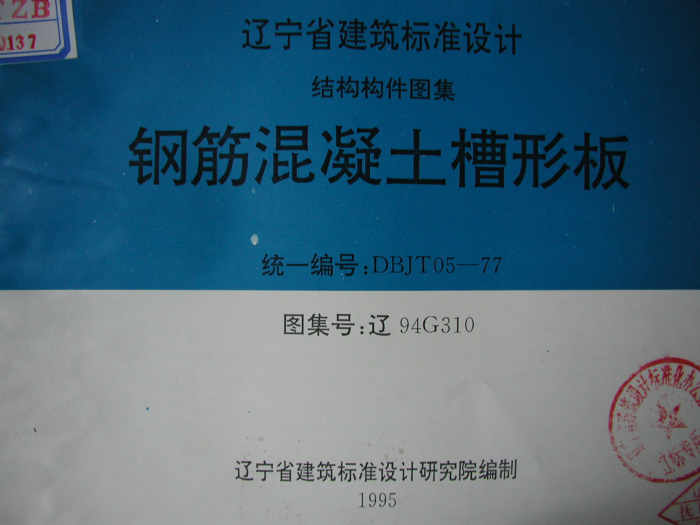 TZB
0137
辽宁省建筑标准设计
结构构件图集
钢筋混凝土槽形板
统一编号:DBJT05—77
图集号:辽 94G310
辽宁省建筑标准设计研究院编制
1995